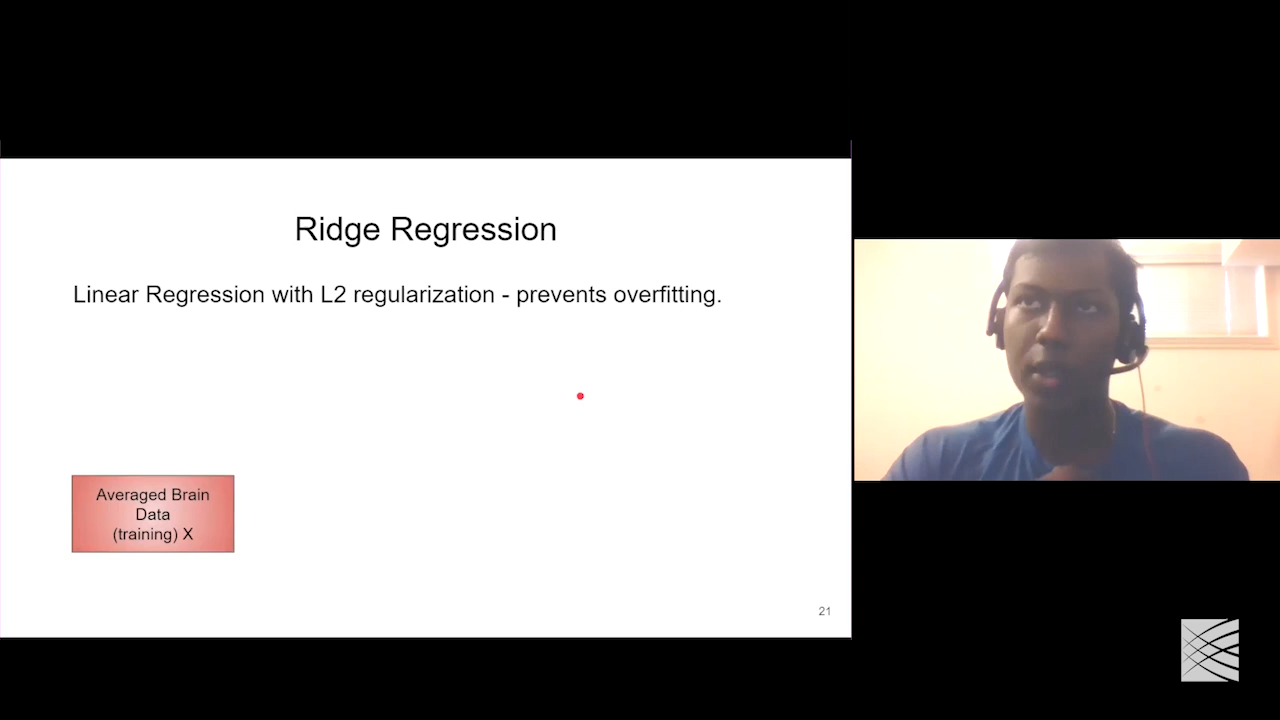 Ridge Regression
Linear Regression with L2 regularization - prevents overfitting.
Averaged Brain
Data
(training) X
21